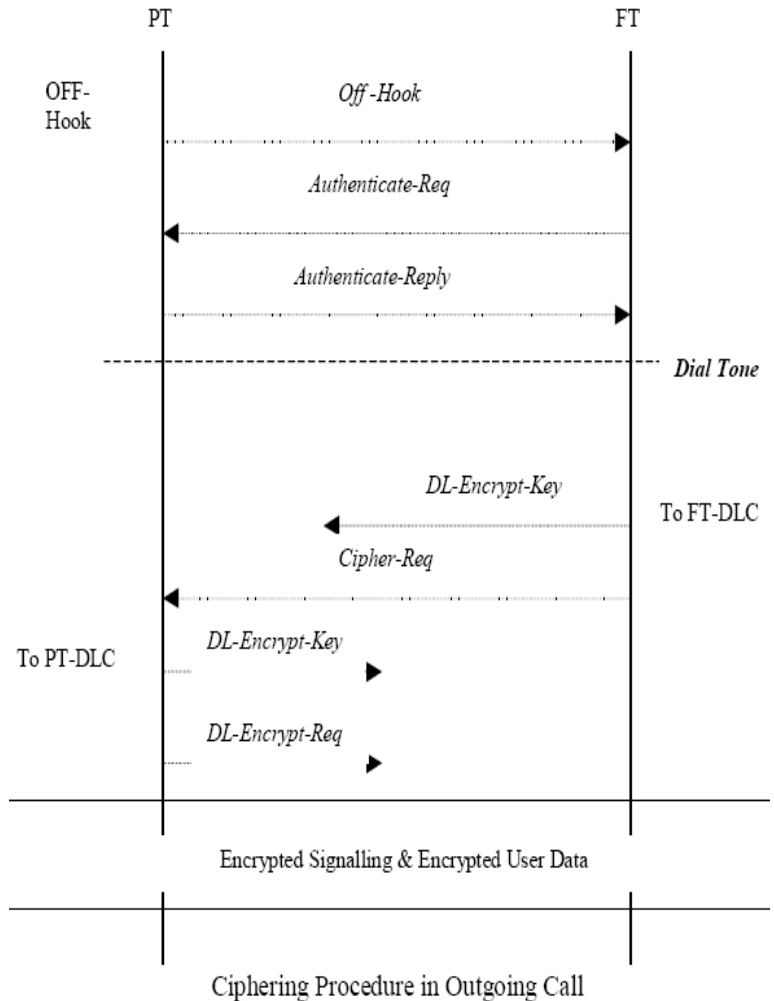 PT
FT
OFF-
Hook
Off -Hook
Authenticate-Req
Authenticate-Reply
Dial Tone
DL-Encrypt-Key
To FT-DLC
Cipher-Req
To PT-DLC
DL-Encrypt-Key
DL-Encrypt-Req
Encrypted Signalling & Encrypted User Data
Ciphering Procedure in Outgoing Call